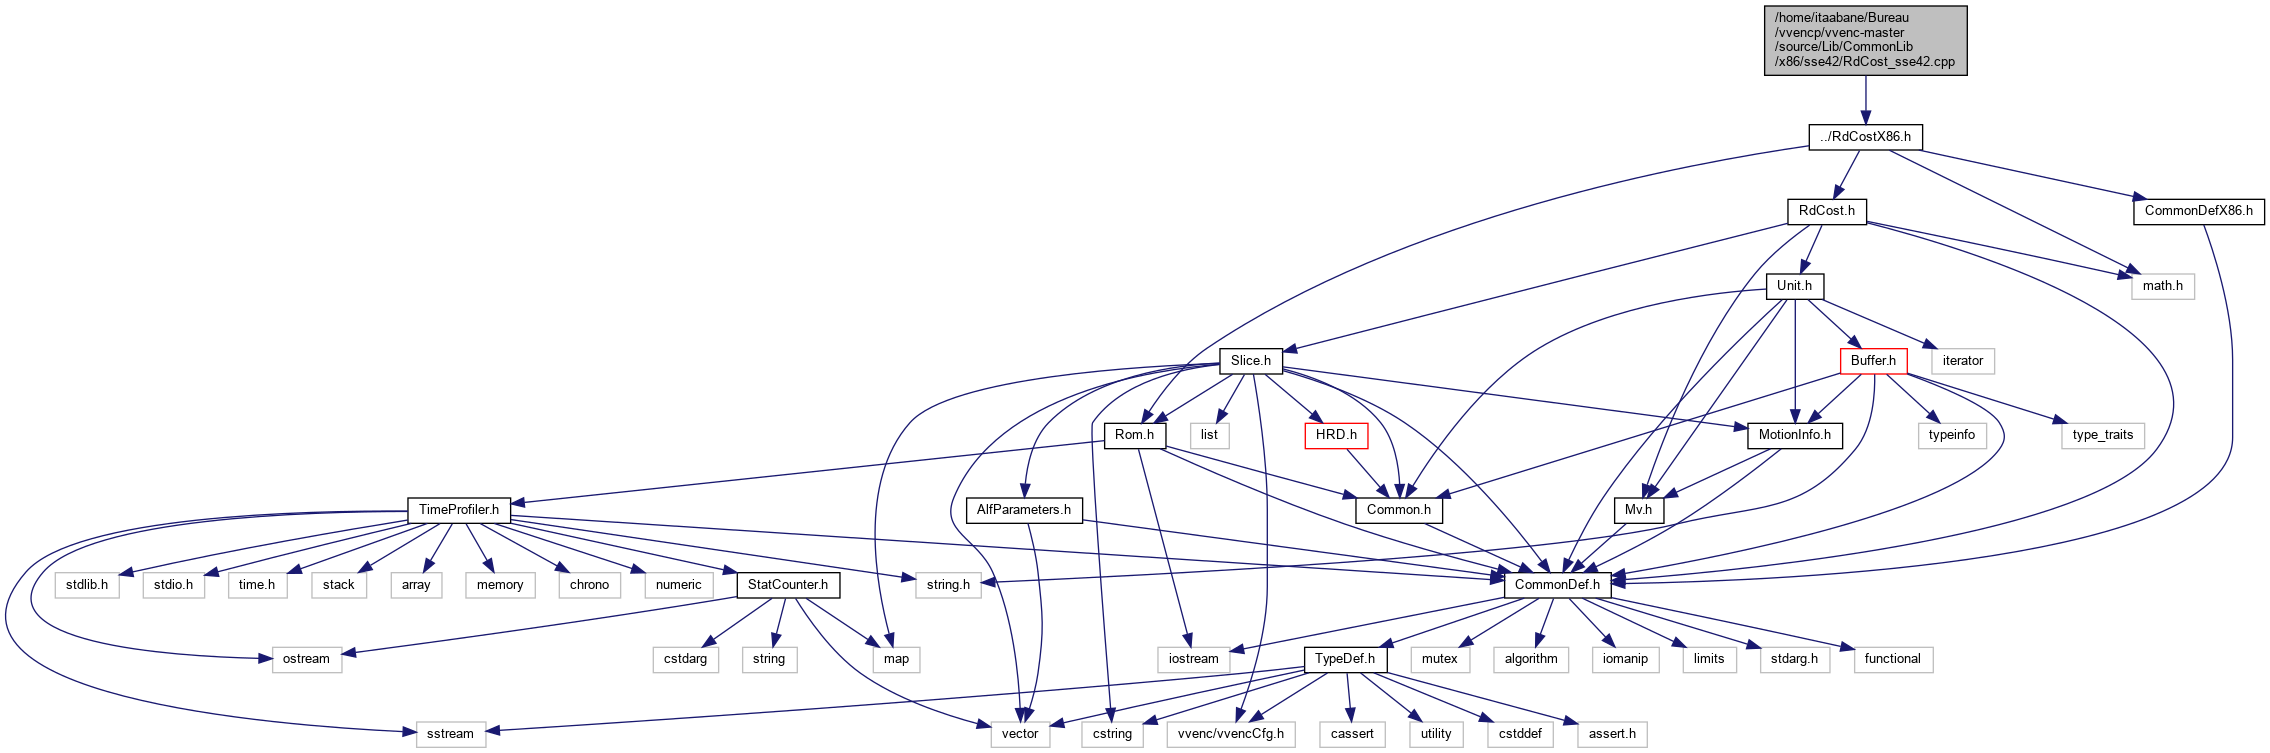 /home/itaabane/Bureau
/vvencp/vvenc-master
/source/Lib/CommonLib
/x86/sse42/RdCost_sse42.cpp
../RdCostX86.h
RdCost.h
CommonDefX86.h
Unit.h
math.h
Slice.h
Buffer.h
iterator
Rom.h
list
HRD.h
MotionInfo.h
typeinfo
type_traits
TimeProfiler.h
AlfParameters.h
Common.h
Mv.h
stdlib.h
stdio.h
time.h
stack
array
memory
chrono
numeric
StatCounter.h
string.h
CommonDef.h
ostream
cstdarg
string
map
iostream
TypeDef.h
mutex
algorithm
iomanip
limits
stdarg.h
functional
sstream
vector
cstring
vvenc/vvencCfg.h
cassert
utility
cstddef
assert.h